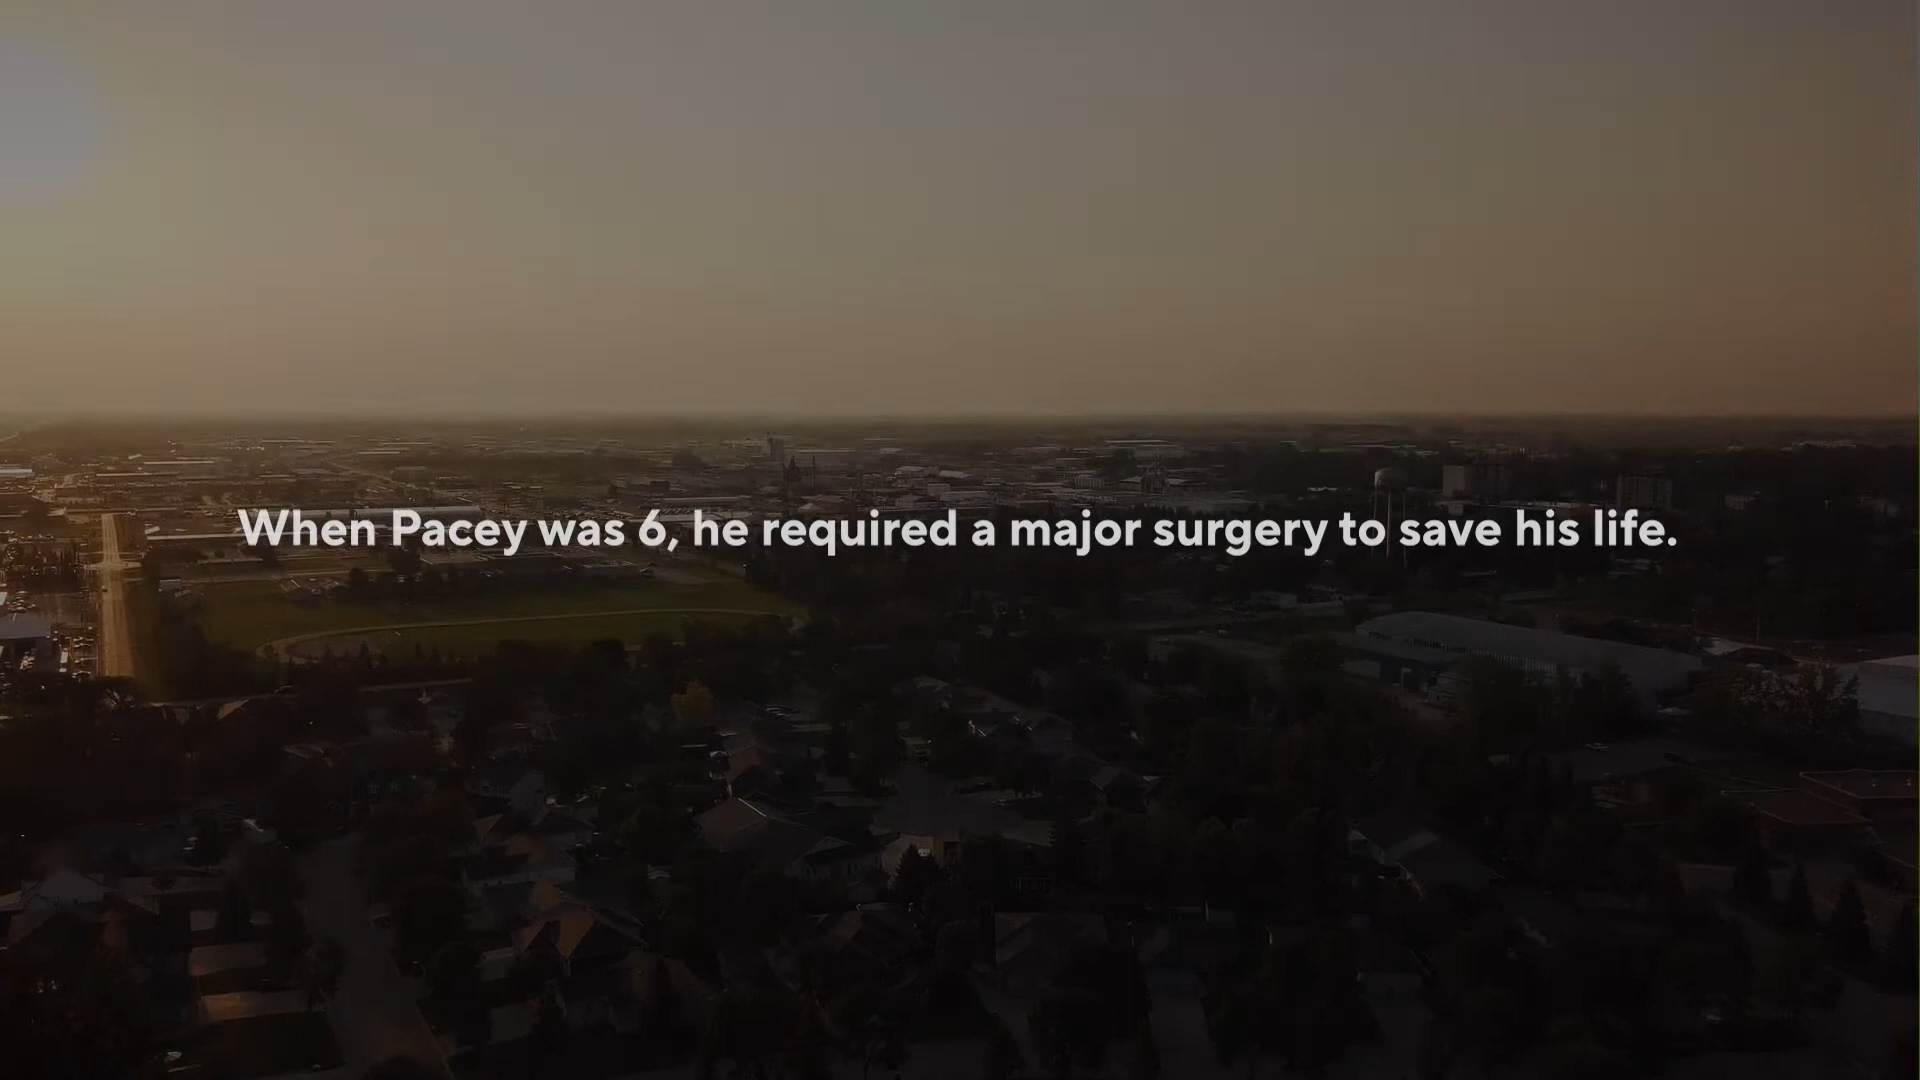 When Pacey was 6, he required a major surgery to save his life.